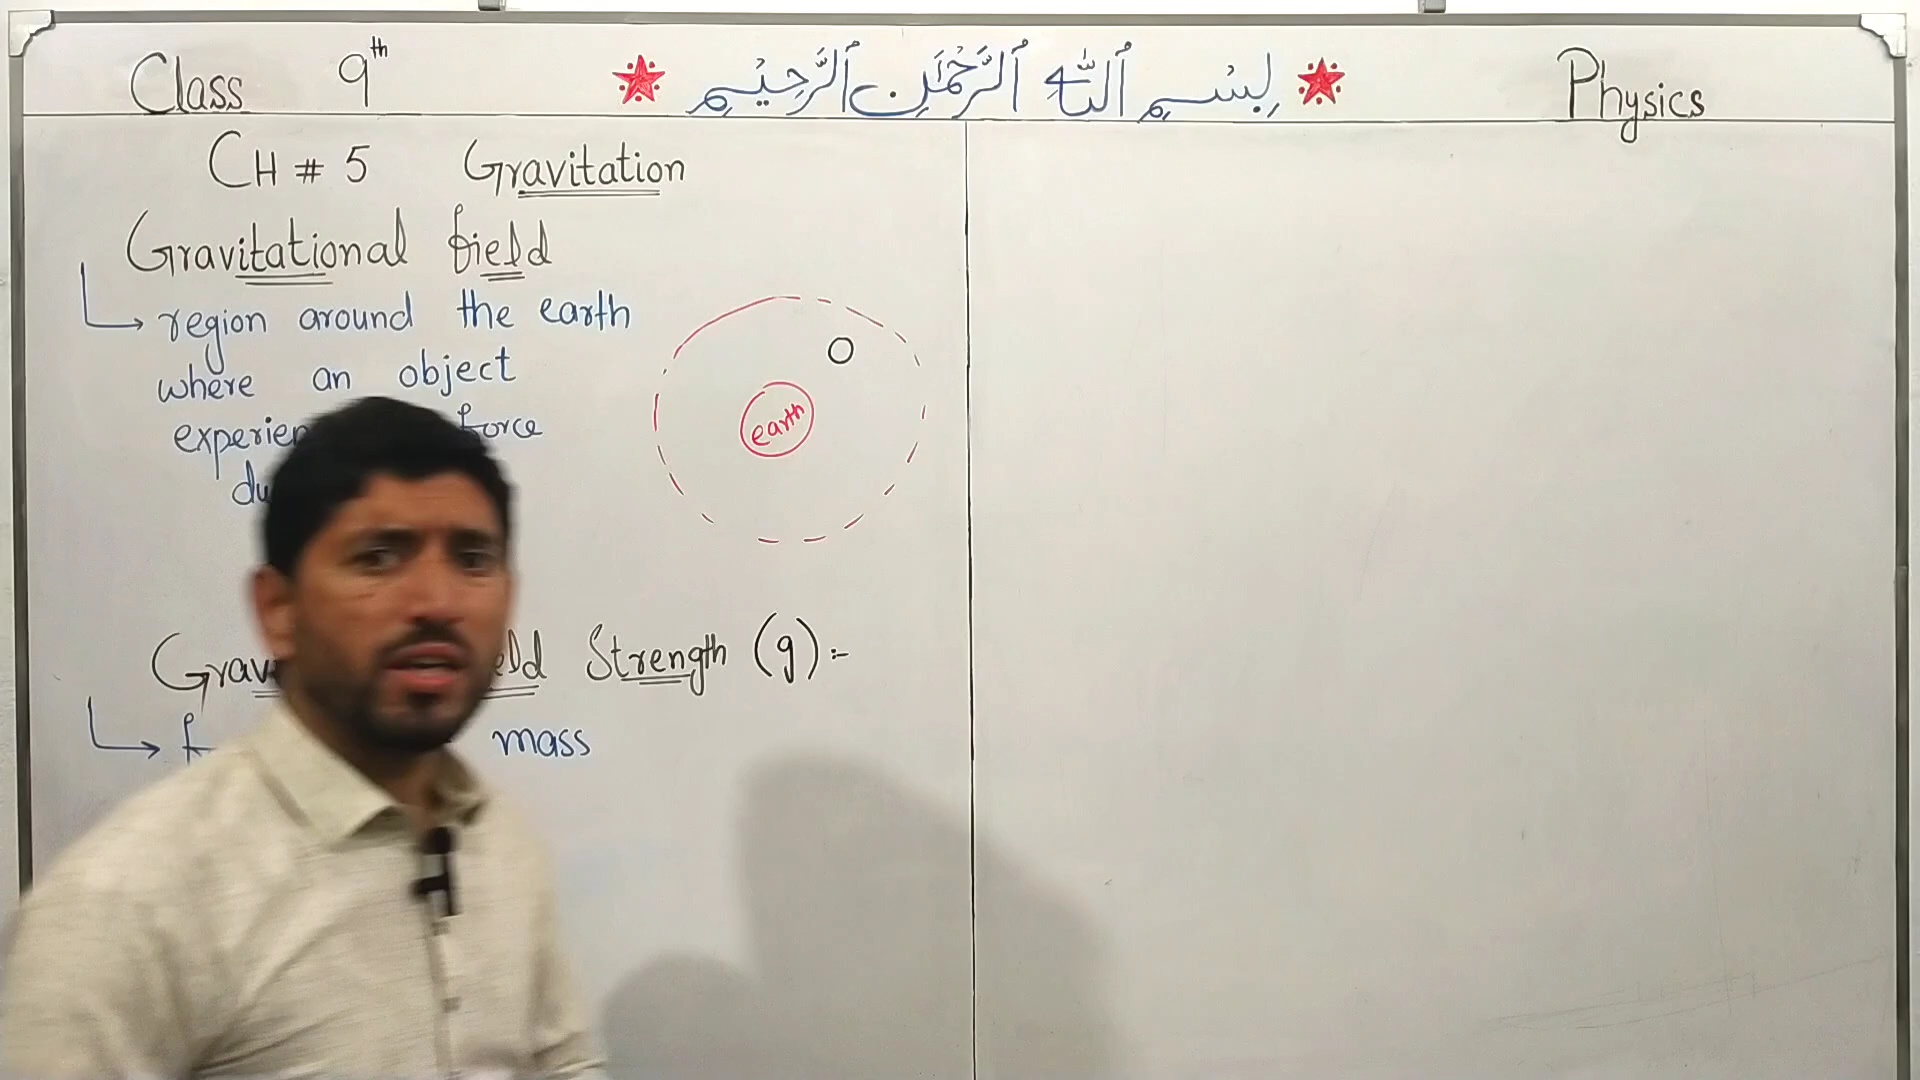 Class 9th
بِسْمِ ٱللَّٰهِ ٱلرَّحْمَٰنِ ٱلرَّحِيمِ
Physics
CH # 5 Gravitation
Gravitational field
region around the earth
where an object
force
earth
Strength (g):-
mass